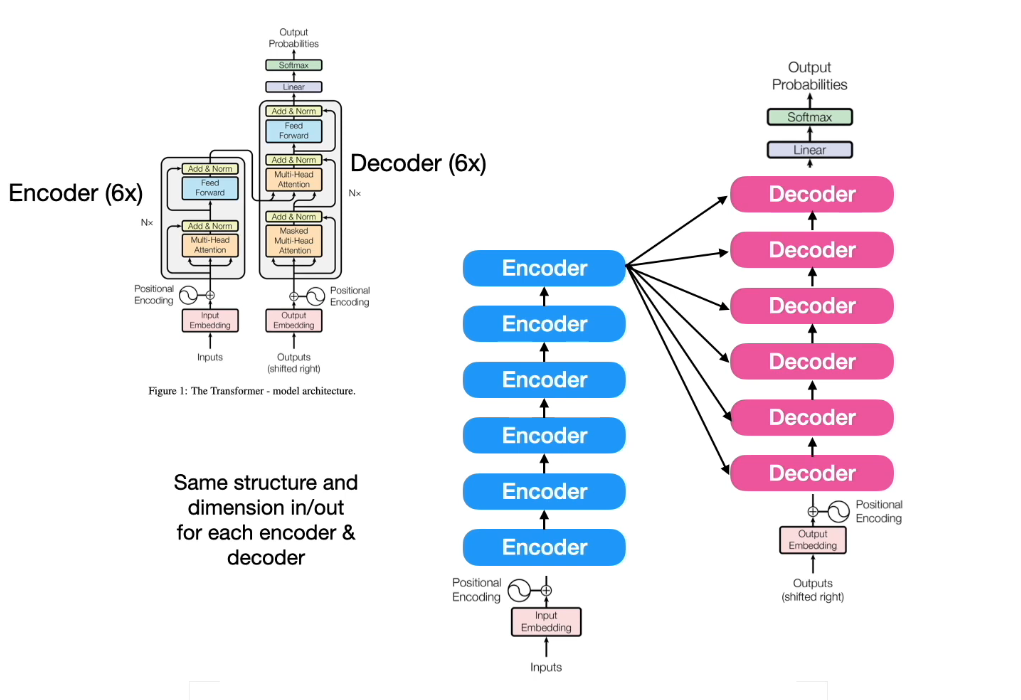 Output
Probabilities
Softmax
Linear
Add & Norm
Feed
Forward
Add & Norm
Multi-Head
Attention
Add & Norm
Masked
Multi-Head
Attention
Decoder (6x)
Nx
Encoder (6x)
Nx
Add & Norm
Feed
Forward
Add & Norm
Multi-Head
Attention
Positional
Encoding
Positional
Encoding
Input
Embedding
Output
Embedding
Inputs
Outputs
(shifted right)
Figure 1: The Transformer - model architecture.
Same structure and
dimension in/out
for each encoder &
decoder
Encoder
Encoder
Encoder
Encoder
Encoder
Encoder
Positional
Encoding
Input
Embedding
Inputs
Output
Probabilities
Softmax
Linear
Decoder
Decoder
Decoder
Decoder
Decoder
Decoder
Positional
Encoding
Output
Embedding
Outputs
(shifted right)